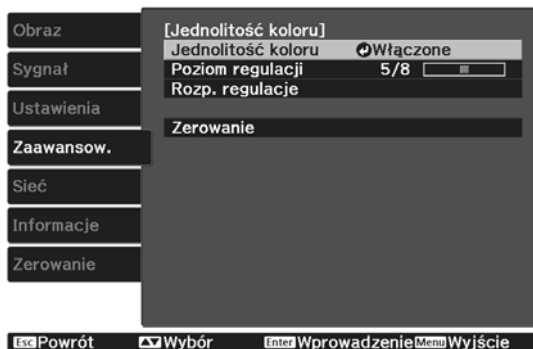 Obraz
Sygnał
Ustawienia
Zaawansow.
Sieć
Informacje
Zerowanie
[Jednolitość koloru]
Jednolitość koloru Włączone
Poziom regulacji 5/8
Rozp. regulacje
Zerowanie
Esc Powrót Wybór Enter Wprowadzenie Menu Wyjście